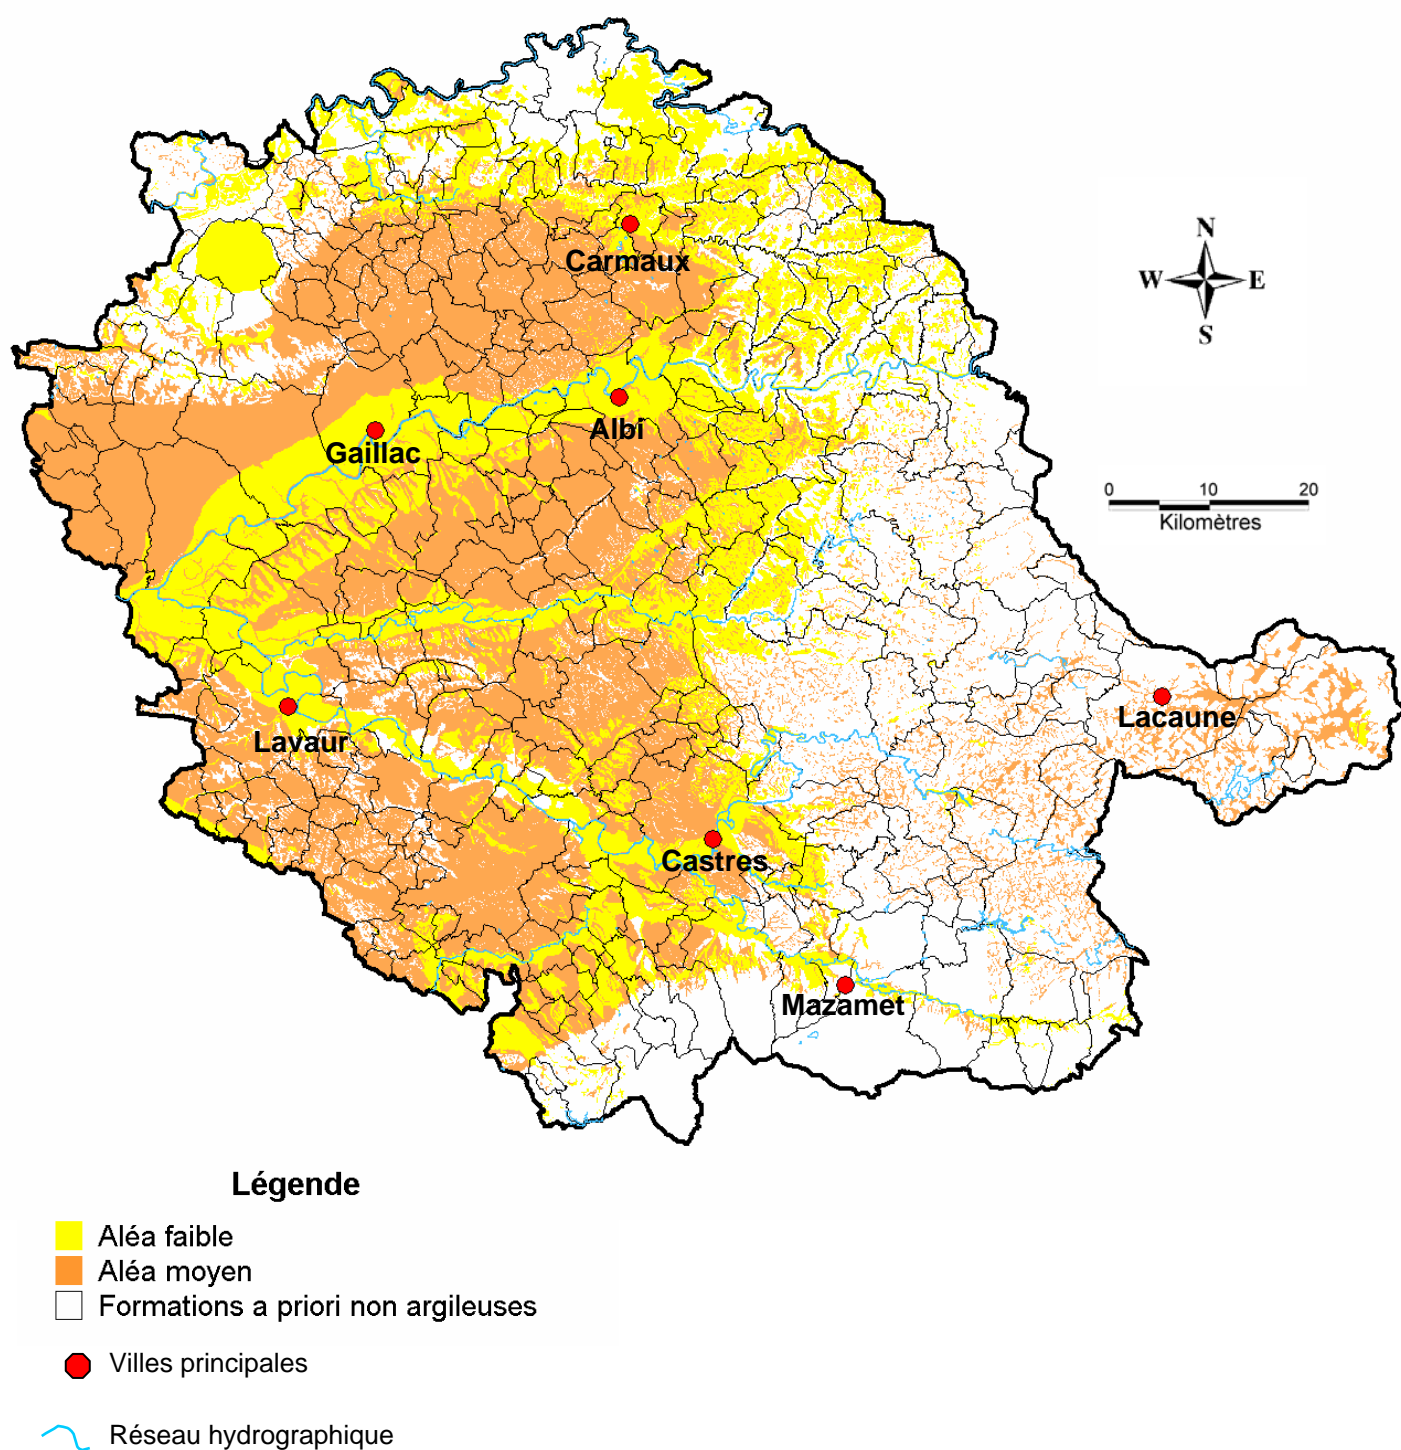 N
W E
S
Carmaux
Albi
Gaillac
0 10 20
Kilomètres
Lacaune
Lavaur
Castres
Mazamet
Légende
Aléa faible
Aléa moyen
Formations a priori non argileuses
Villes principales
Réseau hydrographique